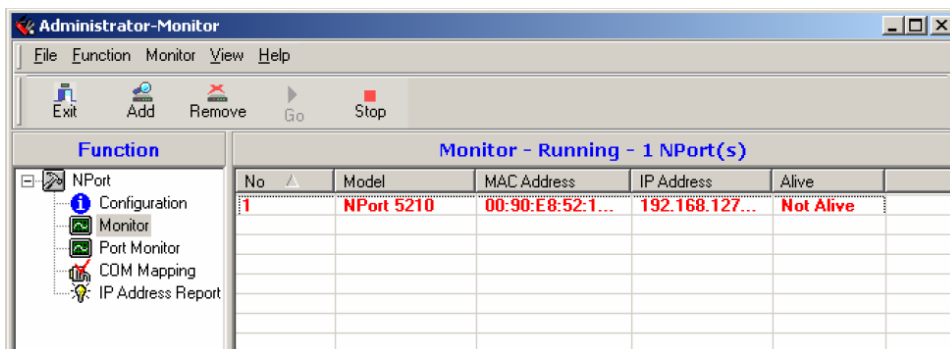 Administrator-Monitor
File Function Monitor View Help
Exit Add Remove Go Stop
Function
Monitor - Running - 1 NPort(s)
NPort
Configuration
Monitor
Port Monitor
COM Mapping
IP Address Report
No Model MAC Address IP Address Alive
1 NPort 5210 00:90:E8:52:1... 192.168.127... Not Alive